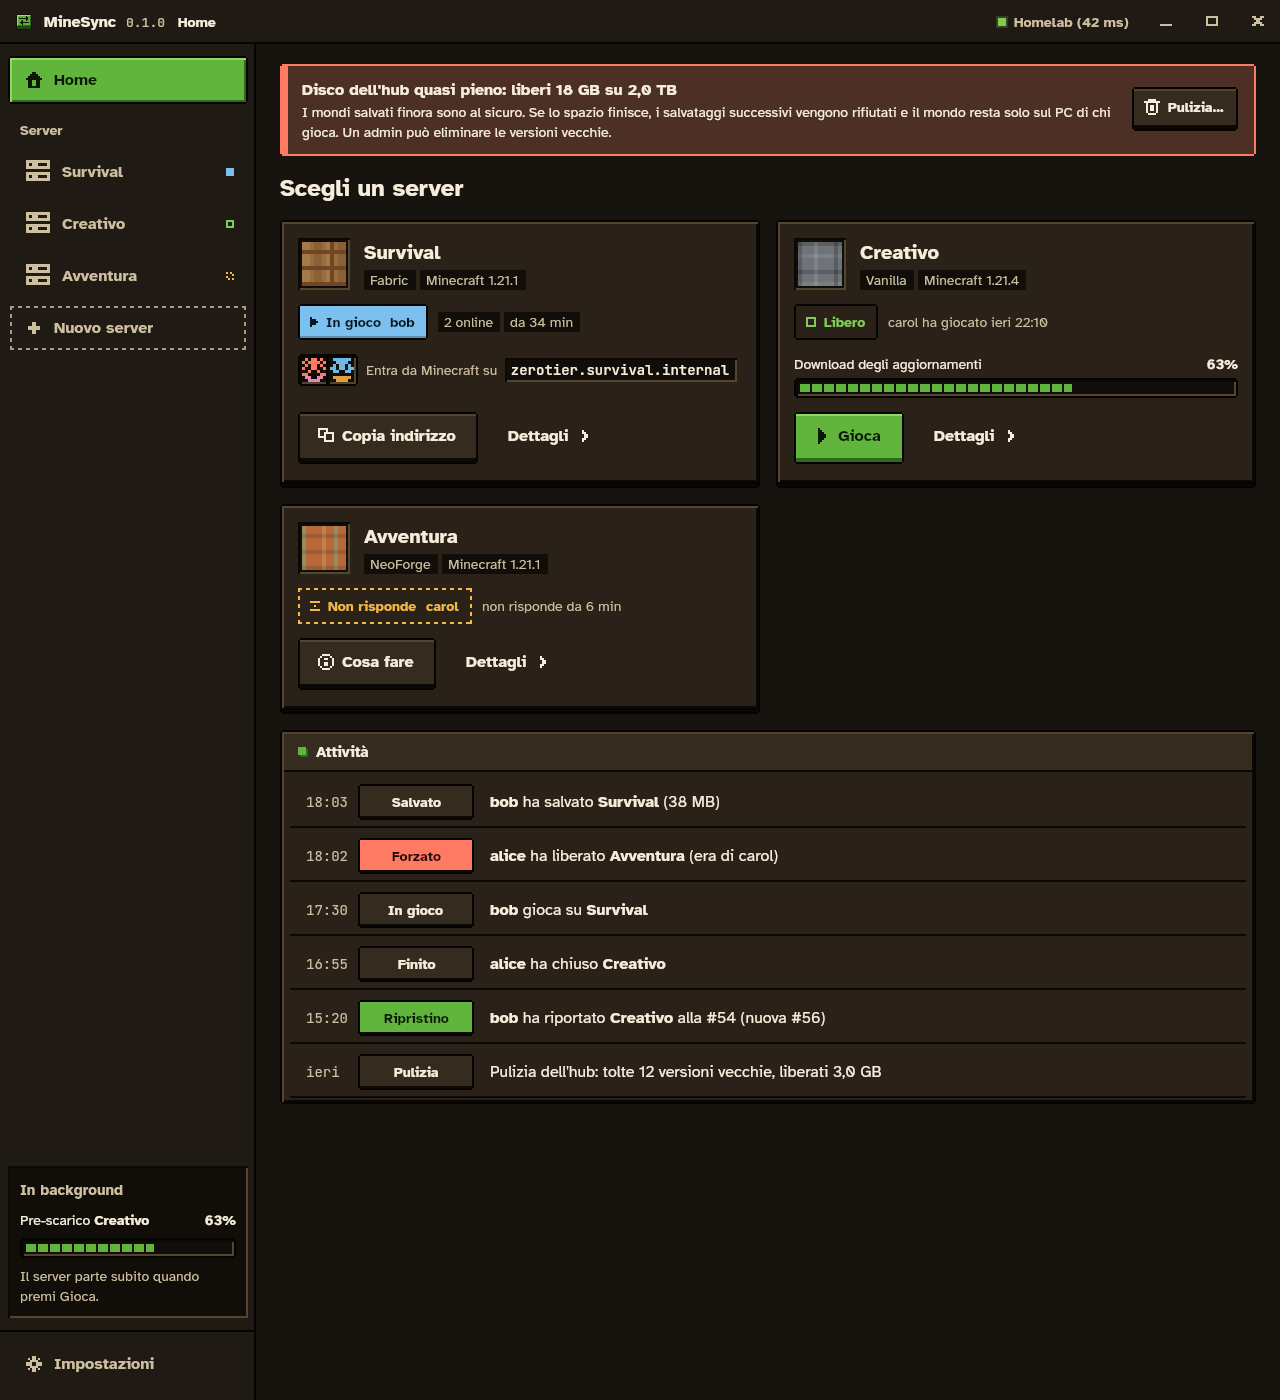 MineSync 0.1.0 Home
Homelab (42 ms)
Home
Server
Survival
Creativo
Avventura
Nuovo server
Disco dell'hub quasi pieno: liberi 18 GB su 2,0 TB
I mondi salvati finora sono al sicuro. Se lo spazio finisce, i salvataggi successivi vengono rifiutati e il mondo resta solo sul PC di chi
gioca. Un admin può eliminare le versioni vecchie.
Pulizia...
Scegli un server
Survival
Fabric Minecraft 1.21.1
In gioco bob 2 online da 34 min
Entra da Minecraft su zerotier.survival.internal
Copia indirizzo Dettagli
Creativo
Vanilla Minecraft 1.21.4
Libero carol ha giocato ieri 22:10
Download degli aggiornamenti 63%
Gioca Dettagli
Avventura
NeoForge Minecraft 1.21.1
Non risponde carol non risponde da 6 min
Cosa fare Dettagli
Attività
18:03 Salvato bob ha salvato Survival (38 MB)
18:02 Forzato alice ha liberato Avventura (era di carol)
17:30 In gioco bob gioca su Survival
16:55 Finito alice ha chiuso Creativo
15:20 Ripristino bob ha riportato Creativo alla #54 (nuova #56)
ieri Pulizia Pulizia dell'hub: tolte 12 versioni vecchie, liberati 3,0 GB
In background
Pre-scarico Creativo 63%
Il server parte subito quando
premi Gioca.
Impostazioni